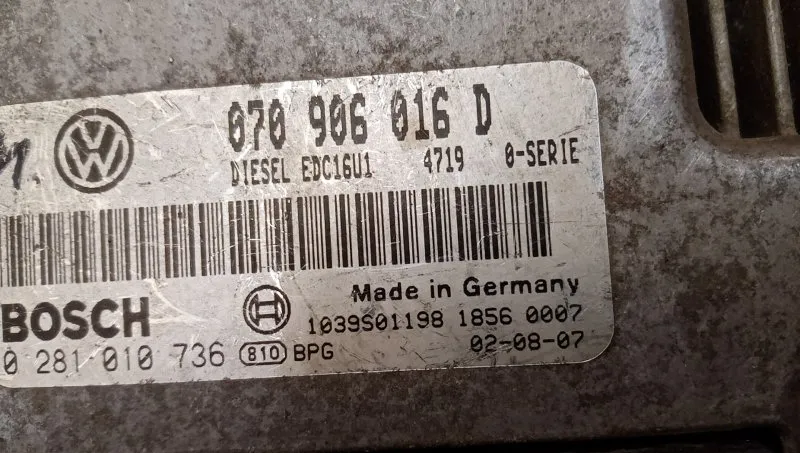 070 906 016 D
DIESEL EDC16U1 4719 0-SERIE
Made in Germany
BOSCH
1039S01198 1856 0007
0 281 010 736 810 BPG
02-08-07